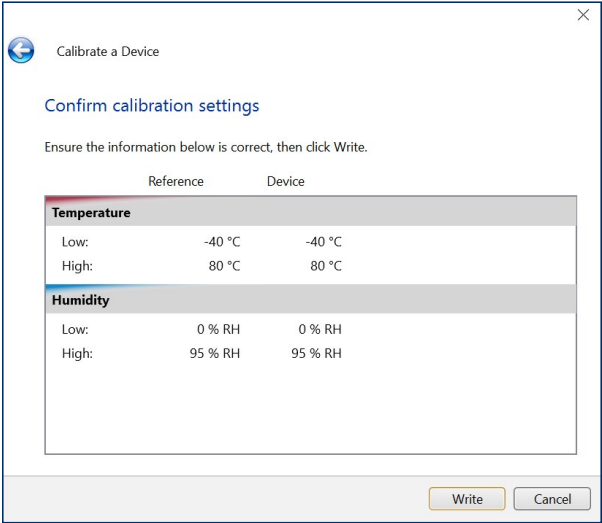 Calibrate a Device
Confirm calibration settings
Ensure the information below is correct, then click Write.
Reference Device
Temperature
Low: -40 °C -40 °C
High: 80 °C 80 °C
Humidity
Low: 0 % RH 0 % RH
High: 95 % RH 95 % RH
Write Cancel